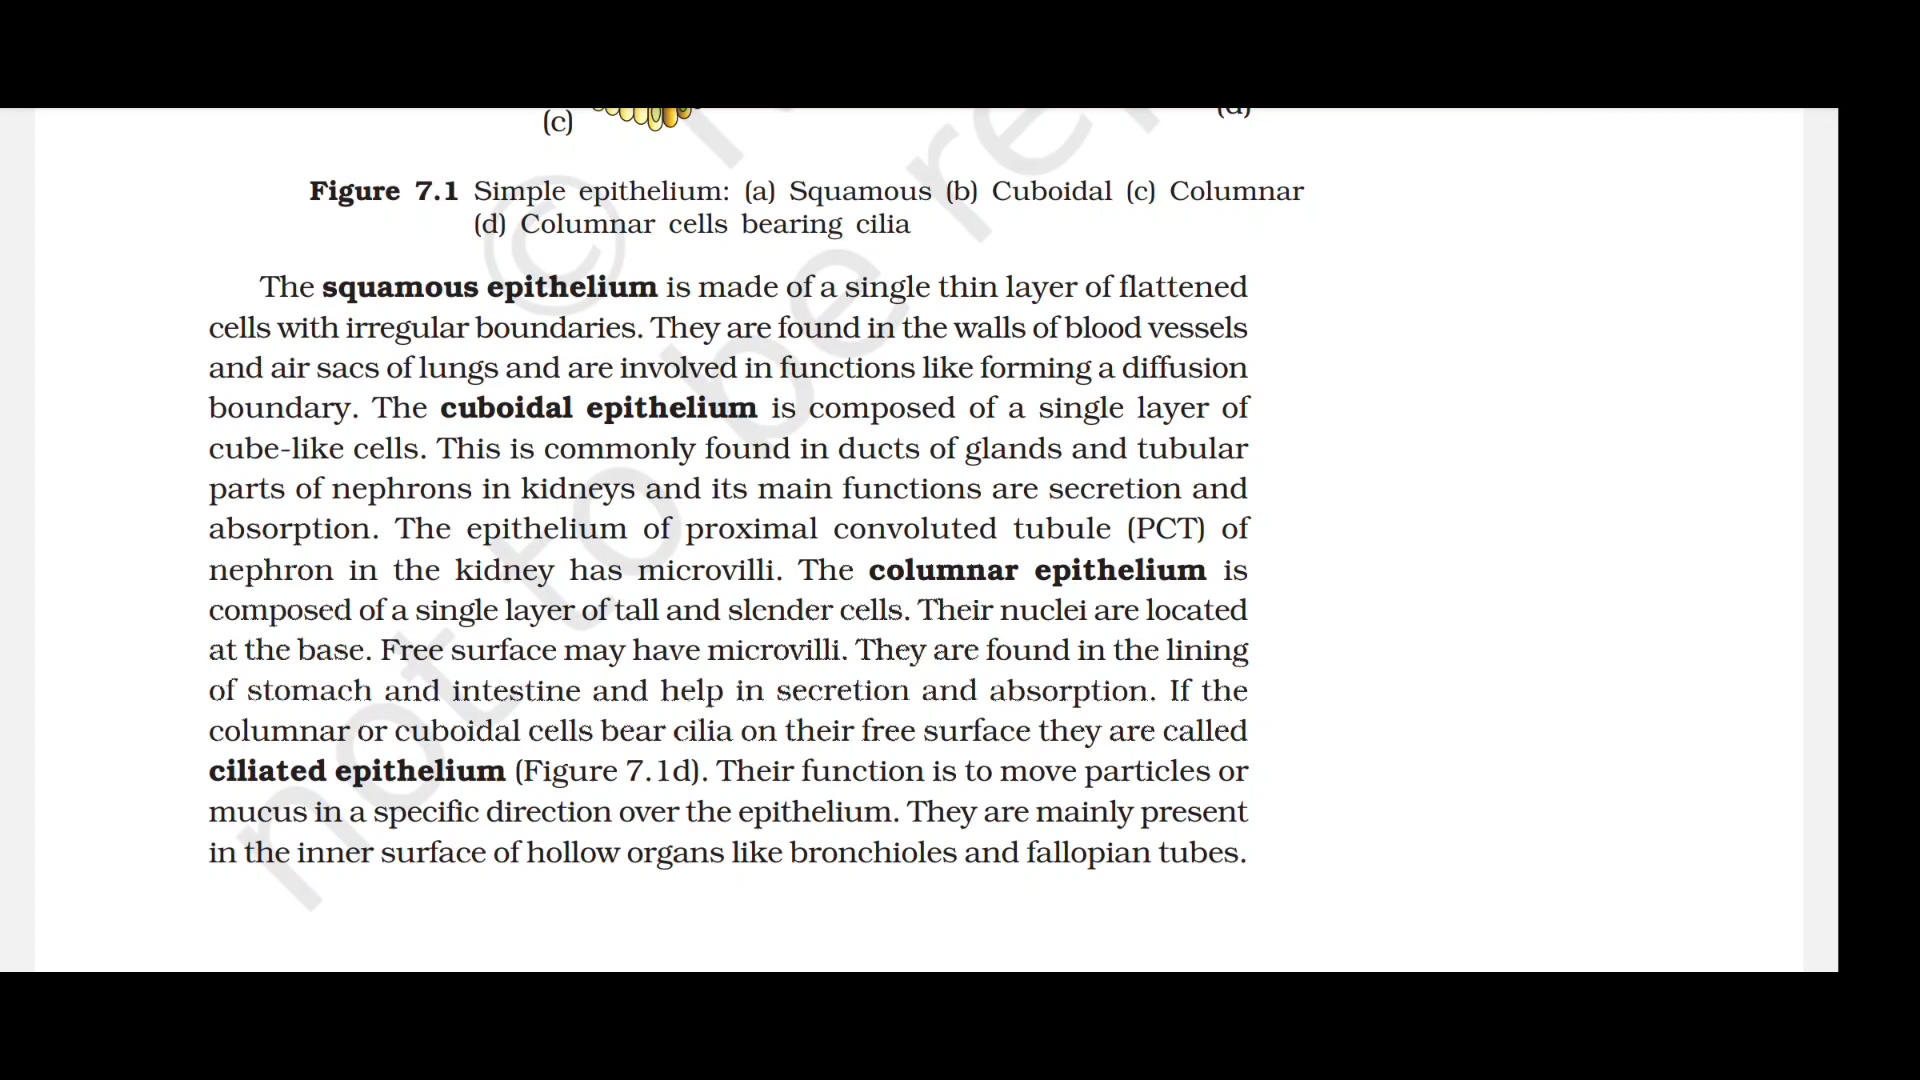 (c)
(d)
Figure 7.1 Simple epithelium: (a) Squamous (b) Cuboidal (c) Columnar
(d) Columnar cells bearing cilia
The squamous epithelium is made of a single thin layer of flattened
cells with irregular boundaries. They are found in the walls of blood vessels
and air sacs of lungs and are involved in functions like forming a diffusion
boundary. The cuboidal epithelium is composed of a single layer of
cube-like cells. This is commonly found in ducts of glands and tubular
parts of nephrons in kidneys and its main functions are secretion and
absorption. The epithelium of proximal convoluted tubule (PCT) of
nephron in the kidney has microvilli. The columnar epithelium is
composed of a single layer of tall and slender cells. Their nuclei are located
at the base. Free surface may have microvilli. They are found in the lining
of stomach and intestine and help in secretion and absorption. If the
columnar or cuboidal cells bear cilia on their free surface they are called
ciliated epithelium (Figure 7.1d). Their function is to move particles or
mucus in a specific direction over the epithelium. They are mainly present
in the inner surface of hollow organs like bronchioles and fallopian tubes.
©
not to be